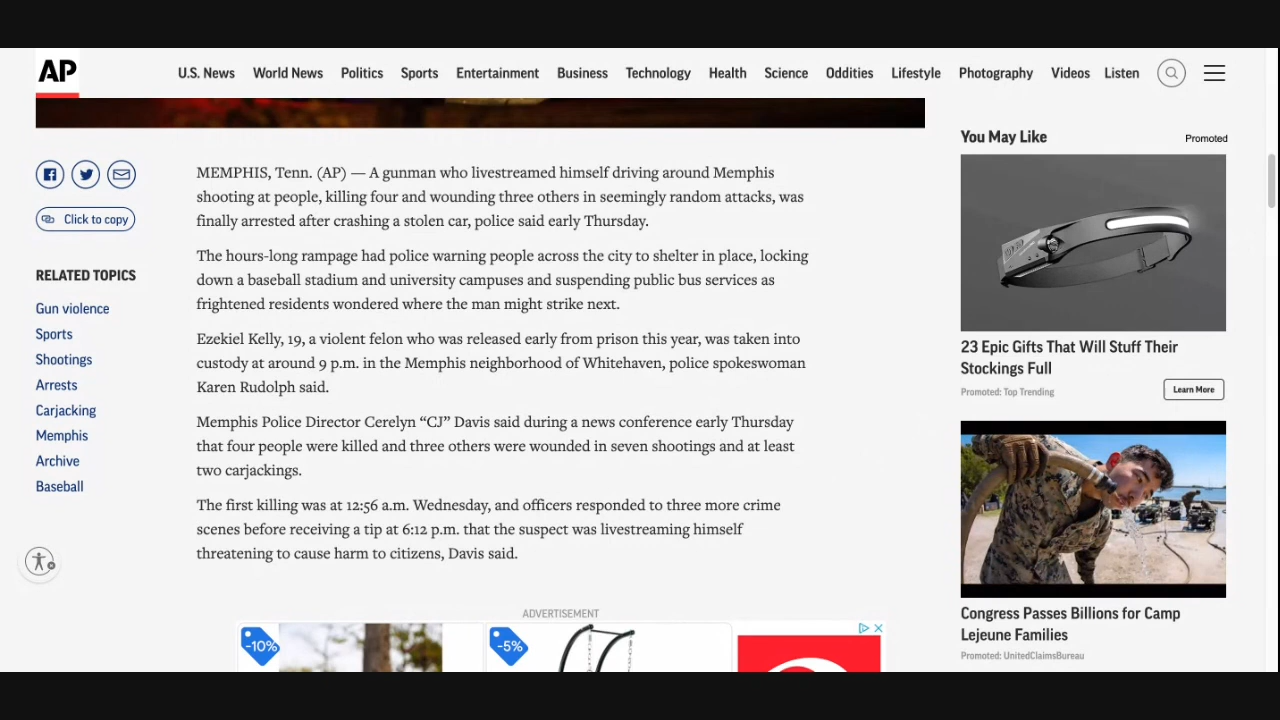 AP
U.S. News World News Politics Sports Entertainment Business Technology Health Science Oddities Lifestyle Photography Videos Listen
You May Like
Promoted
Click to copy
RELATED TOPICS
Gun violence
Sports
Shootings
Arrests
Carjacking
Memphis
Archive
Baseball
MEMPHIS, Tenn. (AP) — A gunman who livestreamed himself driving around Memphis
shooting at people, killing four and wounding three others in seemingly random attacks, was
finally arrested after crashing a stolen car, police said early Thursday.
The hours-long rampage had police warning people across the city to shelter in place, locking
down a baseball stadium and university campuses and suspending public bus services as
frightened residents wondered where the man might strike next.
Ezekiel Kelly, 19, a violent felon who was released early from prison this year, was taken into
custody at around 9 p.m. in the Memphis neighborhood of Whitehaven, police spokeswoman
Karen Rudolph said.
Memphis Police Director Cerelyn “CJ” Davis said during a news conference early Thursday
that four people were killed and three others were wounded in seven shootings and at least
two carjackings.
The first killing was at 12:56 a.m. Wednesday, and officers responded to three more crime
scenes before receiving a tip at 6:12 p.m. that the suspect was livestreaming himself
threatening to cause harm to citizens, Davis said.
ADVERTISEMENT
-10%
-5%
23 Epic Gifts That Will Stuff Their
Stockings Full
Promoted: Top Trending
Learn More
Congress Passes Billions for Camp
Lejeune Families
Promoted: UnitedClaimsBureau